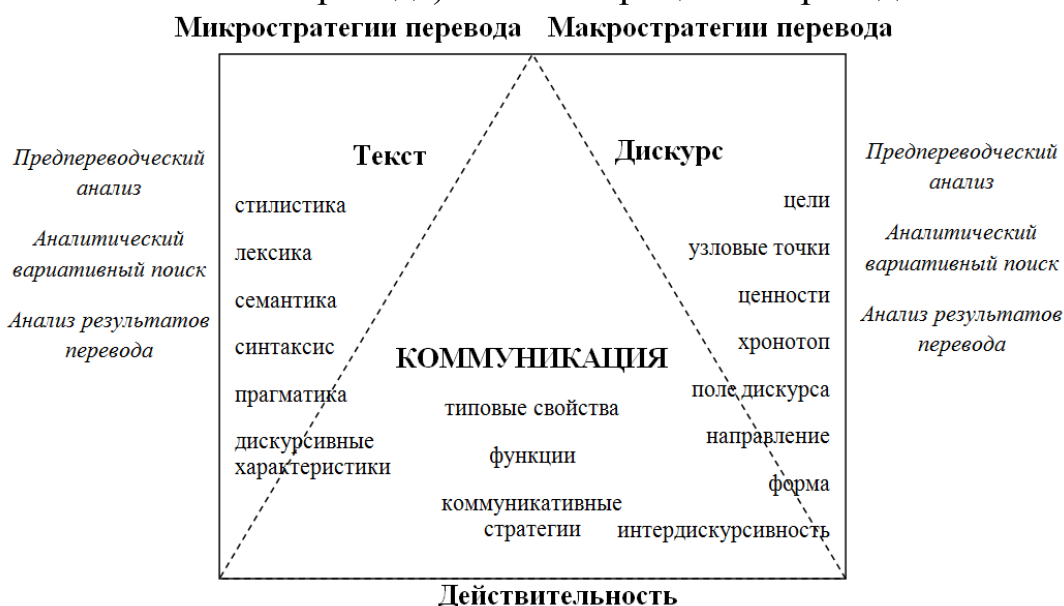 Микростратегии перевода Макростратегии перевода
Предпереводческий
анализ
Аналитический
вариативный поиск
Анализ результатов
перевода
Текст
стилистика
лексика
семантика
синтаксис
прагматика
дискурсивные
характеристики
КОММУНИКАЦИЯ
типовые свойства
функции
коммуникативные
стратегии
Дискурс
цели
узловые точки
ценности
хронотоп
поле дискурса
направление
форма
интердискурсивность
Предпереводческий
анализ
Аналитический
вариативный поиск
Анализ результатов
перевода
Действительность